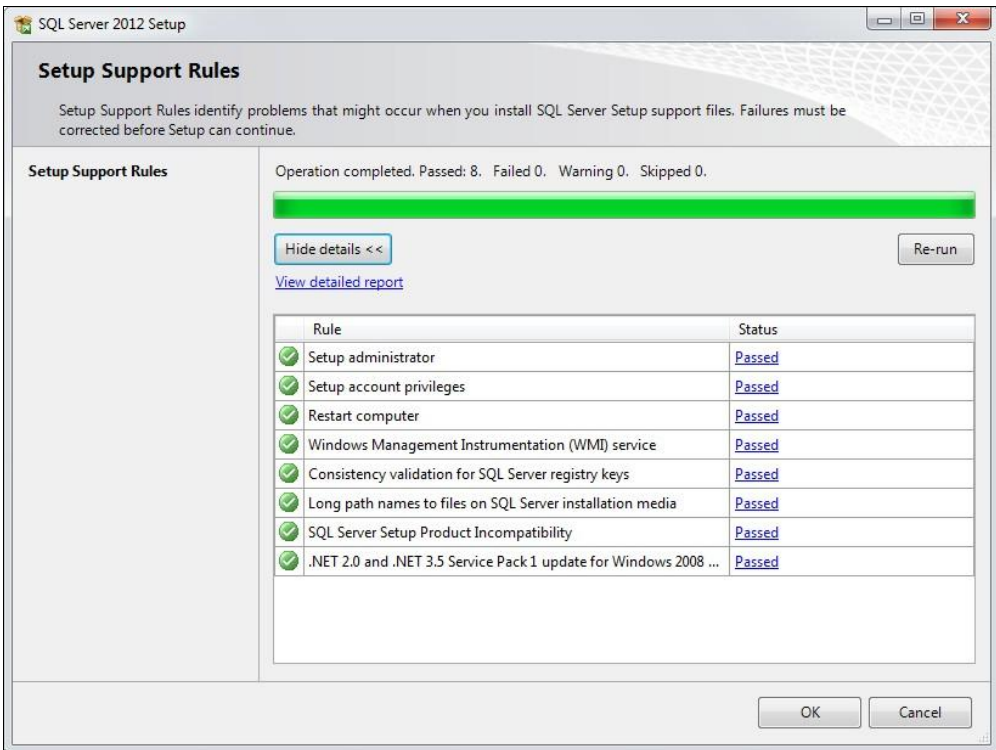 SQL Server 2012 Setup
Setup Support Rules
Setup Support Rules identify problems that might occur when you install SQL Server Setup support files. Failures must be
corrected before Setup can continue.
Setup Support Rules
Operation completed. Passed: 8. Failed 0. Warning 0. Skipped 0.
Hide details <<
Re-run
View detailed report
Rule Status
Setup administrator Passed
Setup account privileges Passed
Restart computer Passed
Windows Management Instrumentation (WMI) service Passed
Consistency validation for SQL Server registry keys Passed
Long path names to files on SQL Server installation media Passed
SQL Server Setup Product Incompatibility Passed
.NET 2.0 and .NET 3.5 Service Pack 1 update for Windows 2008 ... Passed
OK Cancel